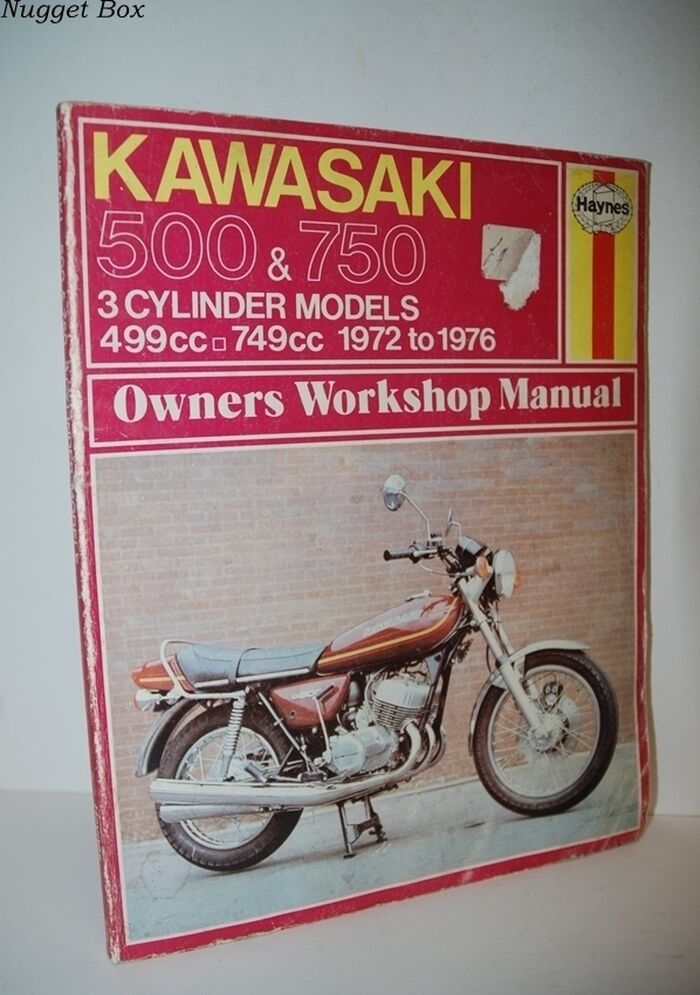 Nugget Box
KAWASAKI
500 & 750
Haynes
3 CYLINDER MODELS
499cc □ 749cc 1972 to 1976
Owners Workshop Manual